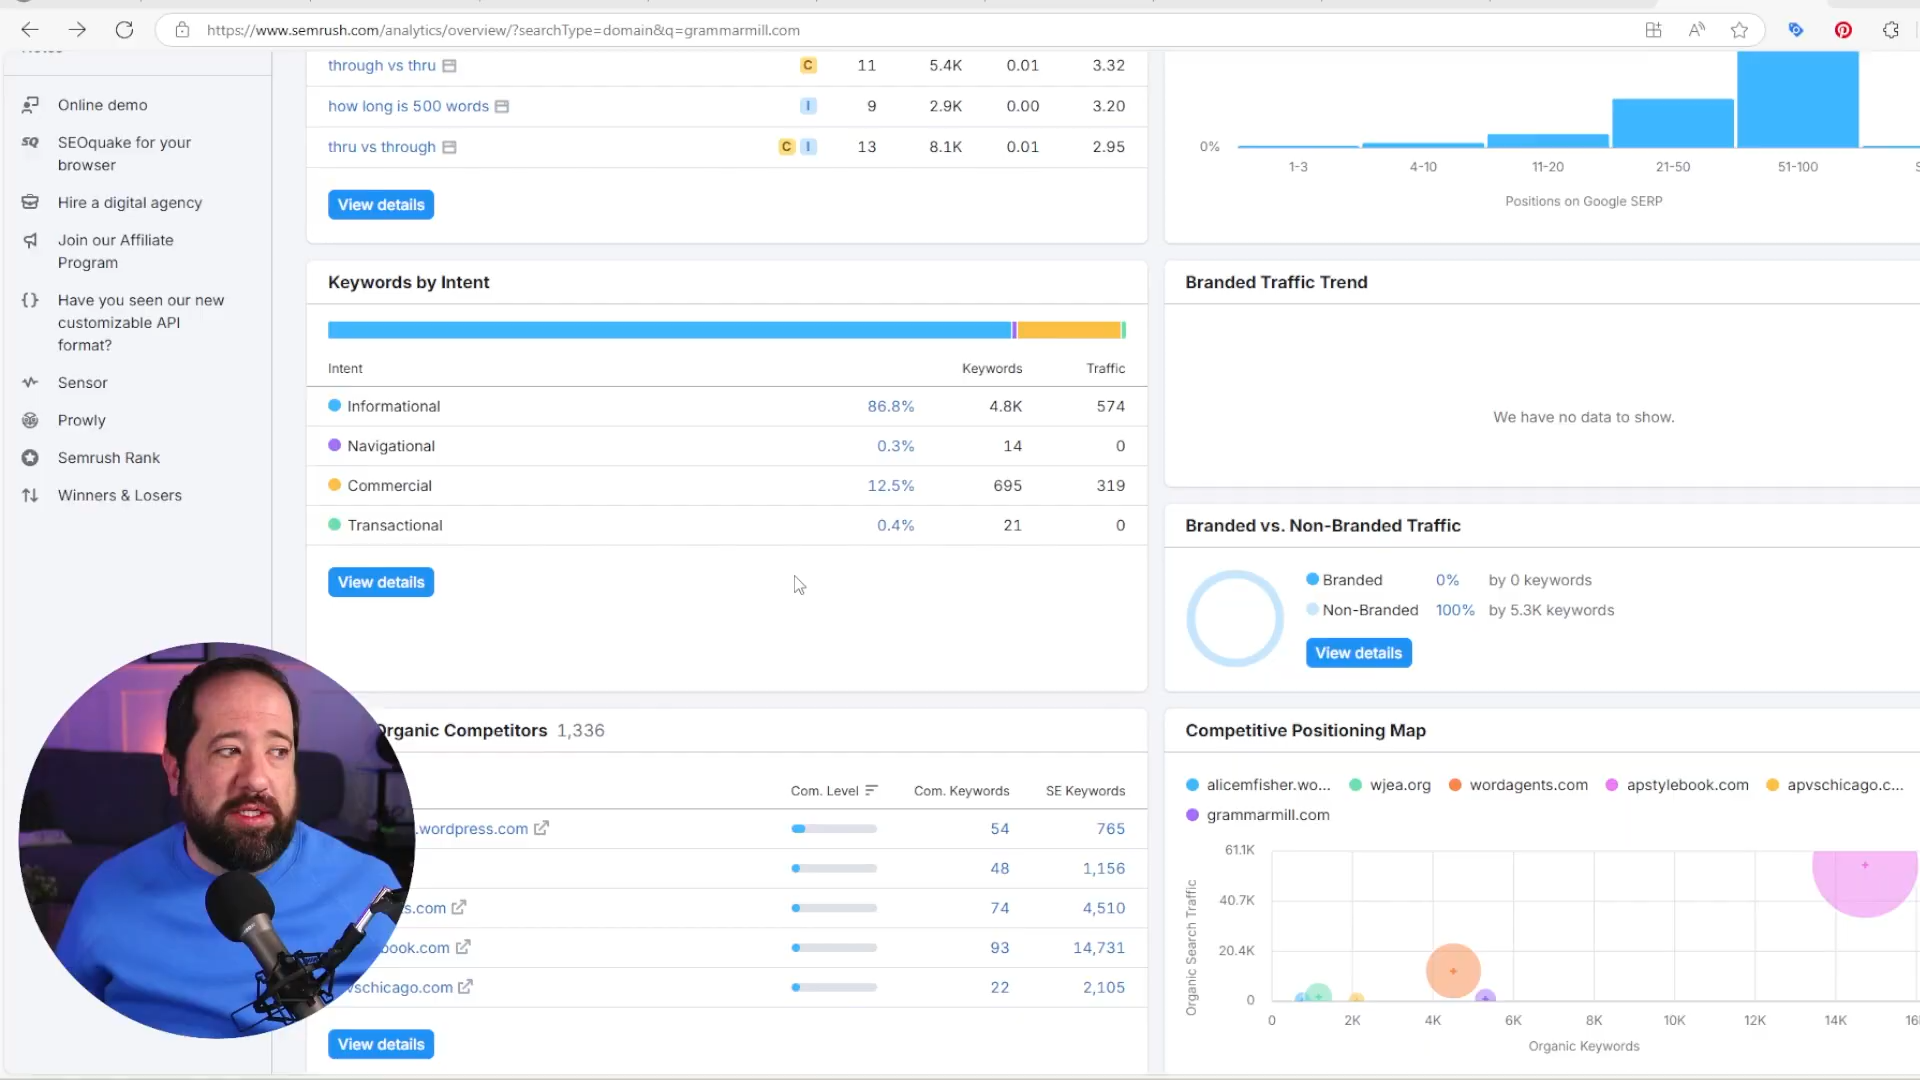 https://www.semrush.com/analytics/overview/?searchType=domain&q=grammarmill.com
Online demo
SQ
SEOquake for your
browser
Hire a digital agency
Join our Affiliate
Program
Have you seen our new
customizable API
format?
Sensor
Prowly
Semrush Rank
Winners & Losers
through vs thru C 11 5.4K 0.01 3.32
how long is 500 words I 9 2.9K 0.00 3.20
thru vs through C I 13 8.1K 0.01 2.95
View details
0%
1-3 4-10 11-20 21-50 51-100
Positions on Google SERP
Keywords by Intent
Intent Keywords Traffic
Informational 86.8% 4.8K 574
Navigational 0.3% 14 0
Commercial 12.5% 695 319
Transactional 0.4% 21 0
View details
Branded Traffic Trend
We have no data to show.
Branded vs. Non-Branded Traffic
Branded 0% by 0 keywords
Non-Branded 100% by 5.3K keywords
View details
Organic Competitors 1,336
Com. Level Com. Keywords SE Keywords
.wordpress.com 54 765
48 1,156
s.com 74 4,510
book.com 93 14,731
vschicago.com 22 2,105
View details
Competitive Positioning Map
alicemfisher.wo... wjea.org wordagents.com apstylebook.com apvschicago.c...
grammarmill.com
Organic Search Traffic
61.1K
40.7K
20.4K
0
0 2K 4K 6K 8K 10K 12K 14K 16
Organic Keywords